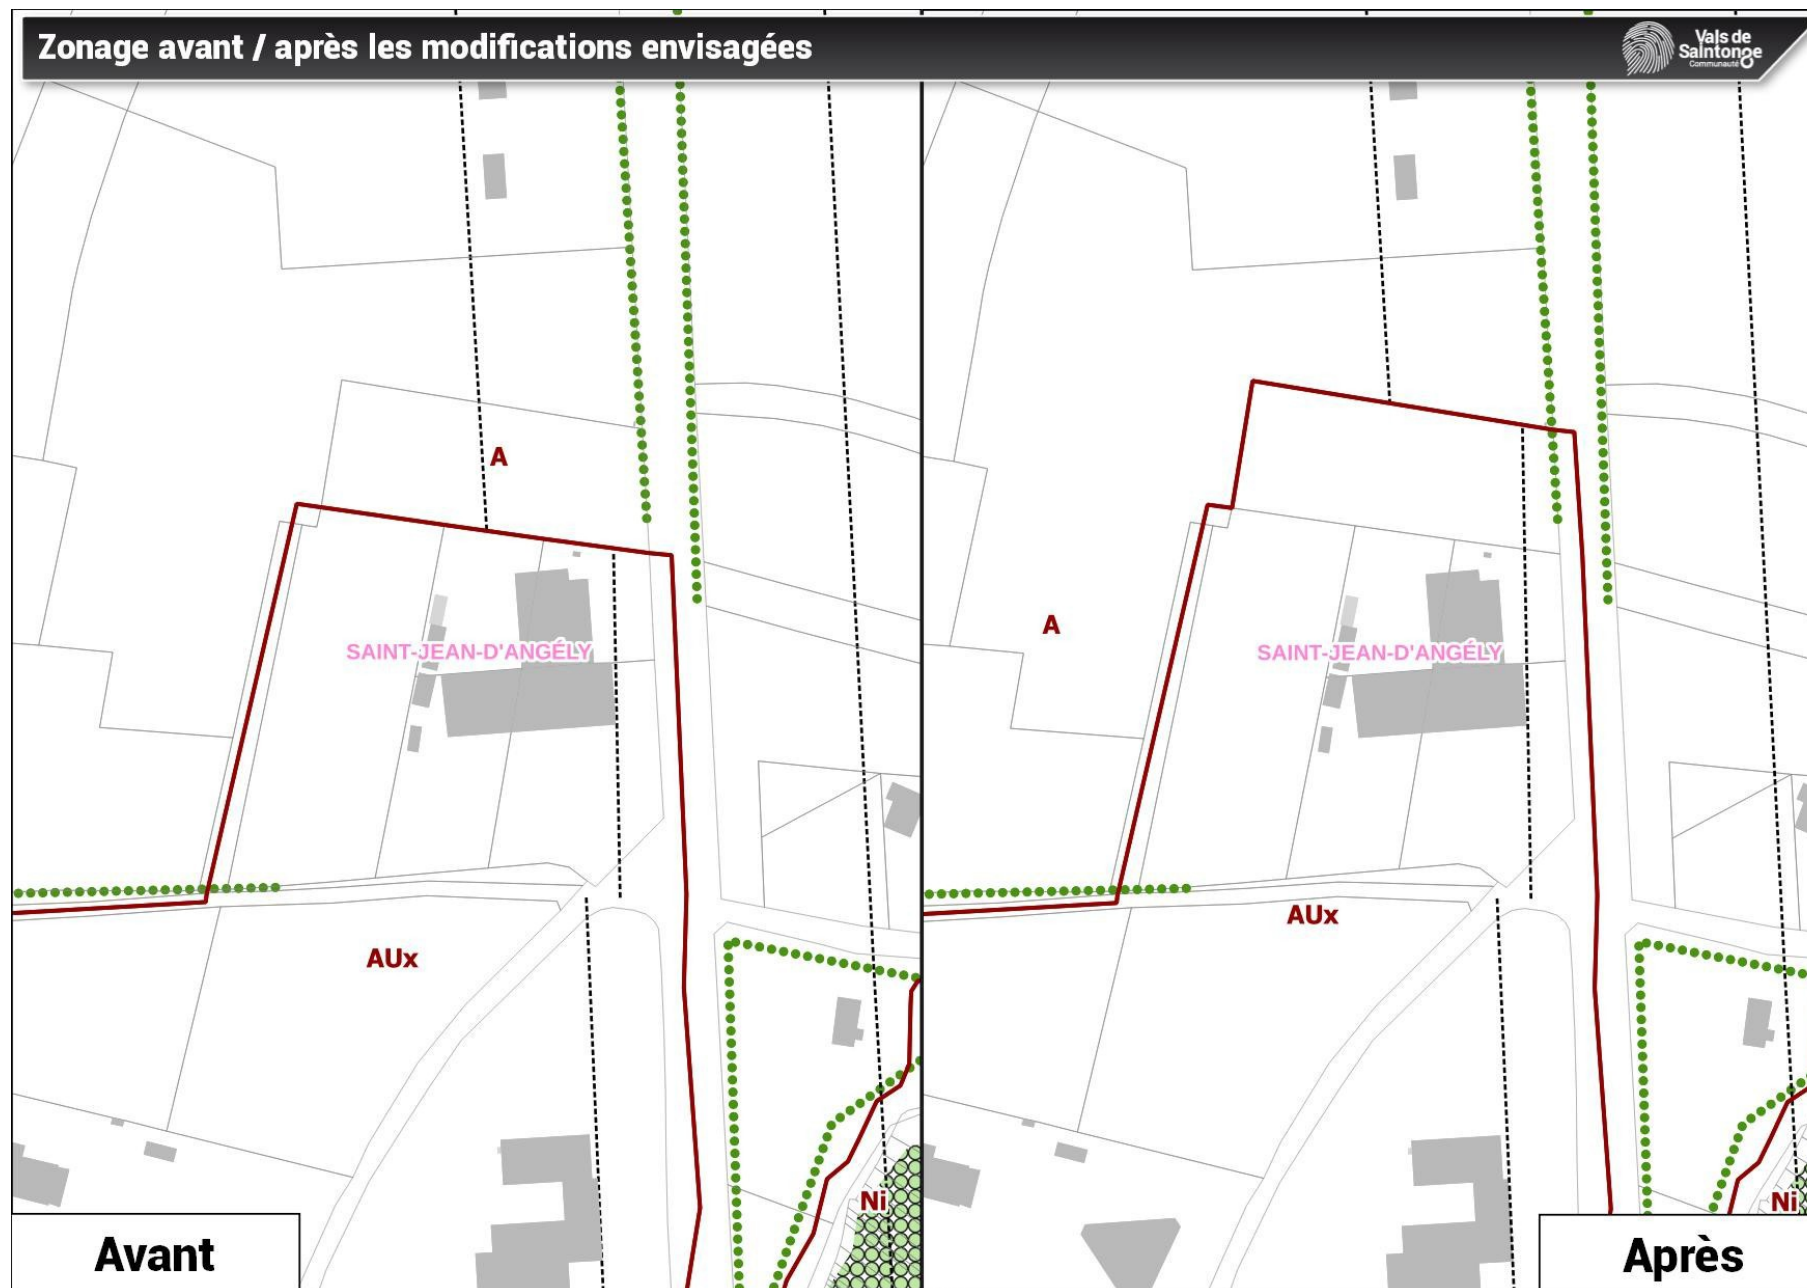 Zonage avant / après les modifications envisagées
Vals de
Saintonge
Communauté
A
SAINT-JEAN-D'ANGÉLY
AUx
Ni
Avant
A
SAINT-JEAN-D'ANGÉLY
AUx
Ni
Après